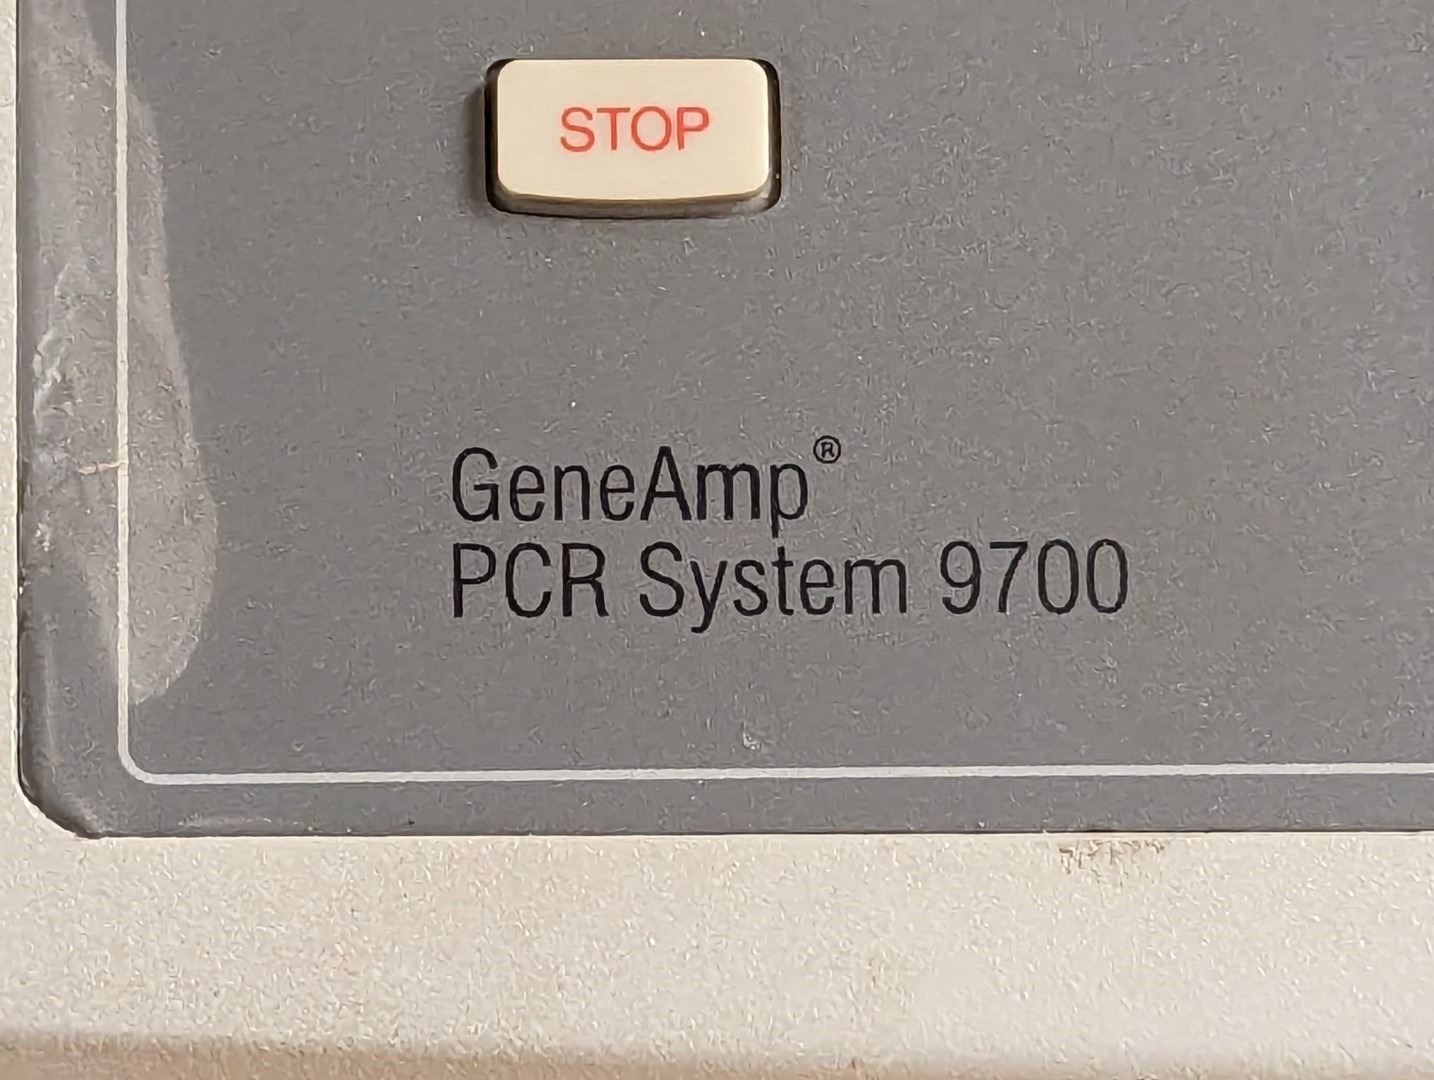 STOP
GeneAmp®
PCR System 9700